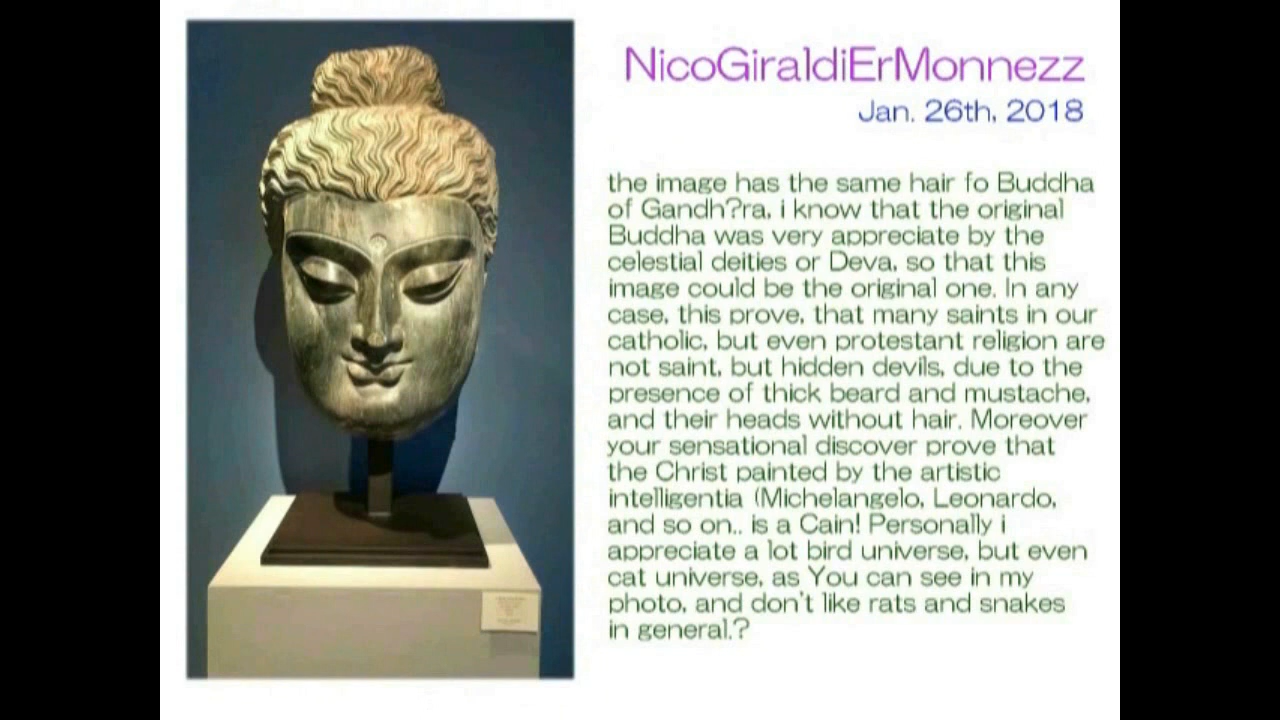 NicoGiraldiErMonnezz
Jan. 26th, 2018
the image has the same hair fo Buddha
of Gandh?ra, i know that the original
Buddha was very appreciate by the
celestial deities or Deva, so that this
image could be the original one. In any
case, this prove, that many saints in our
catholic, but even protestant religion are
not saint, but hidden devils, due to the
presence of thick beard and mustache,
and their heads without hair. Moreover
your sensational discover prove that
the Christ painted by the artistic
intelligentia (Michelangelo, Leonardo,
and so on.. is a Cain! Personally i
appreciate a lot bird universe, but even
cat universe, as You can see in my
photo, and don't like rats and snakes
in general.?